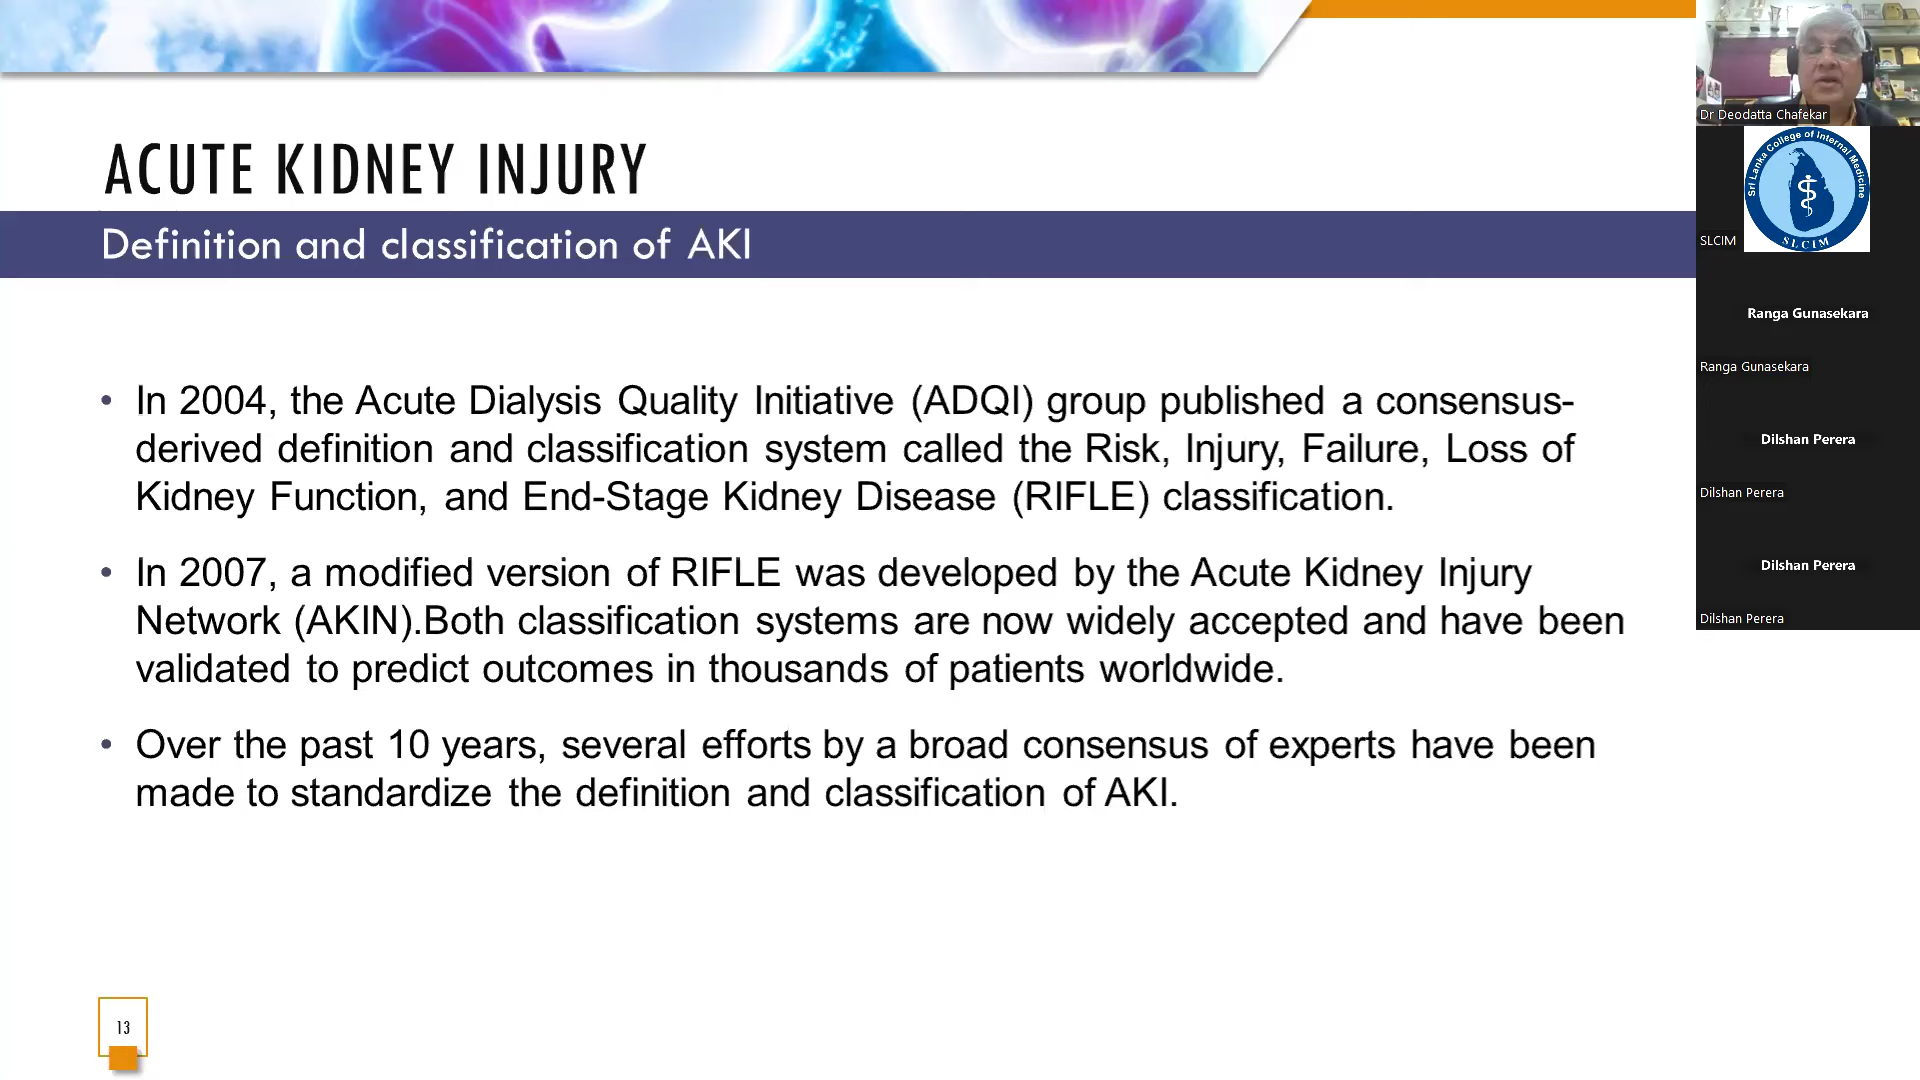 ACUTE KIDNEY INJURY
Definition and classification of AKI
• In 2004, the Acute Dialysis Quality Initiative (ADQI) group published a consensus-
derived definition and classification system called the Risk, Injury, Failure, Loss of
Kidney Function, and End-Stage Kidney Disease (RIFLE) classification.
• In 2007, a modified version of RIFLE was developed by the Acute Kidney Injury
Network (AKIN).Both classification systems are now widely accepted and have been
validated to predict outcomes in thousands of patients worldwide.
• Over the past 10 years, several efforts by a broad consensus of experts have been
made to standardize the definition and classification of AKI.
13
Dr Deodatta Chafekar
Sri Lanka College of Internal Medicine
SLCIM
SLCIM
Ranga Gunasekara
Ranga Gunasekara
Dilshan Perera
Dilshan Perera
Dilshan Perera
Dilshan Perera